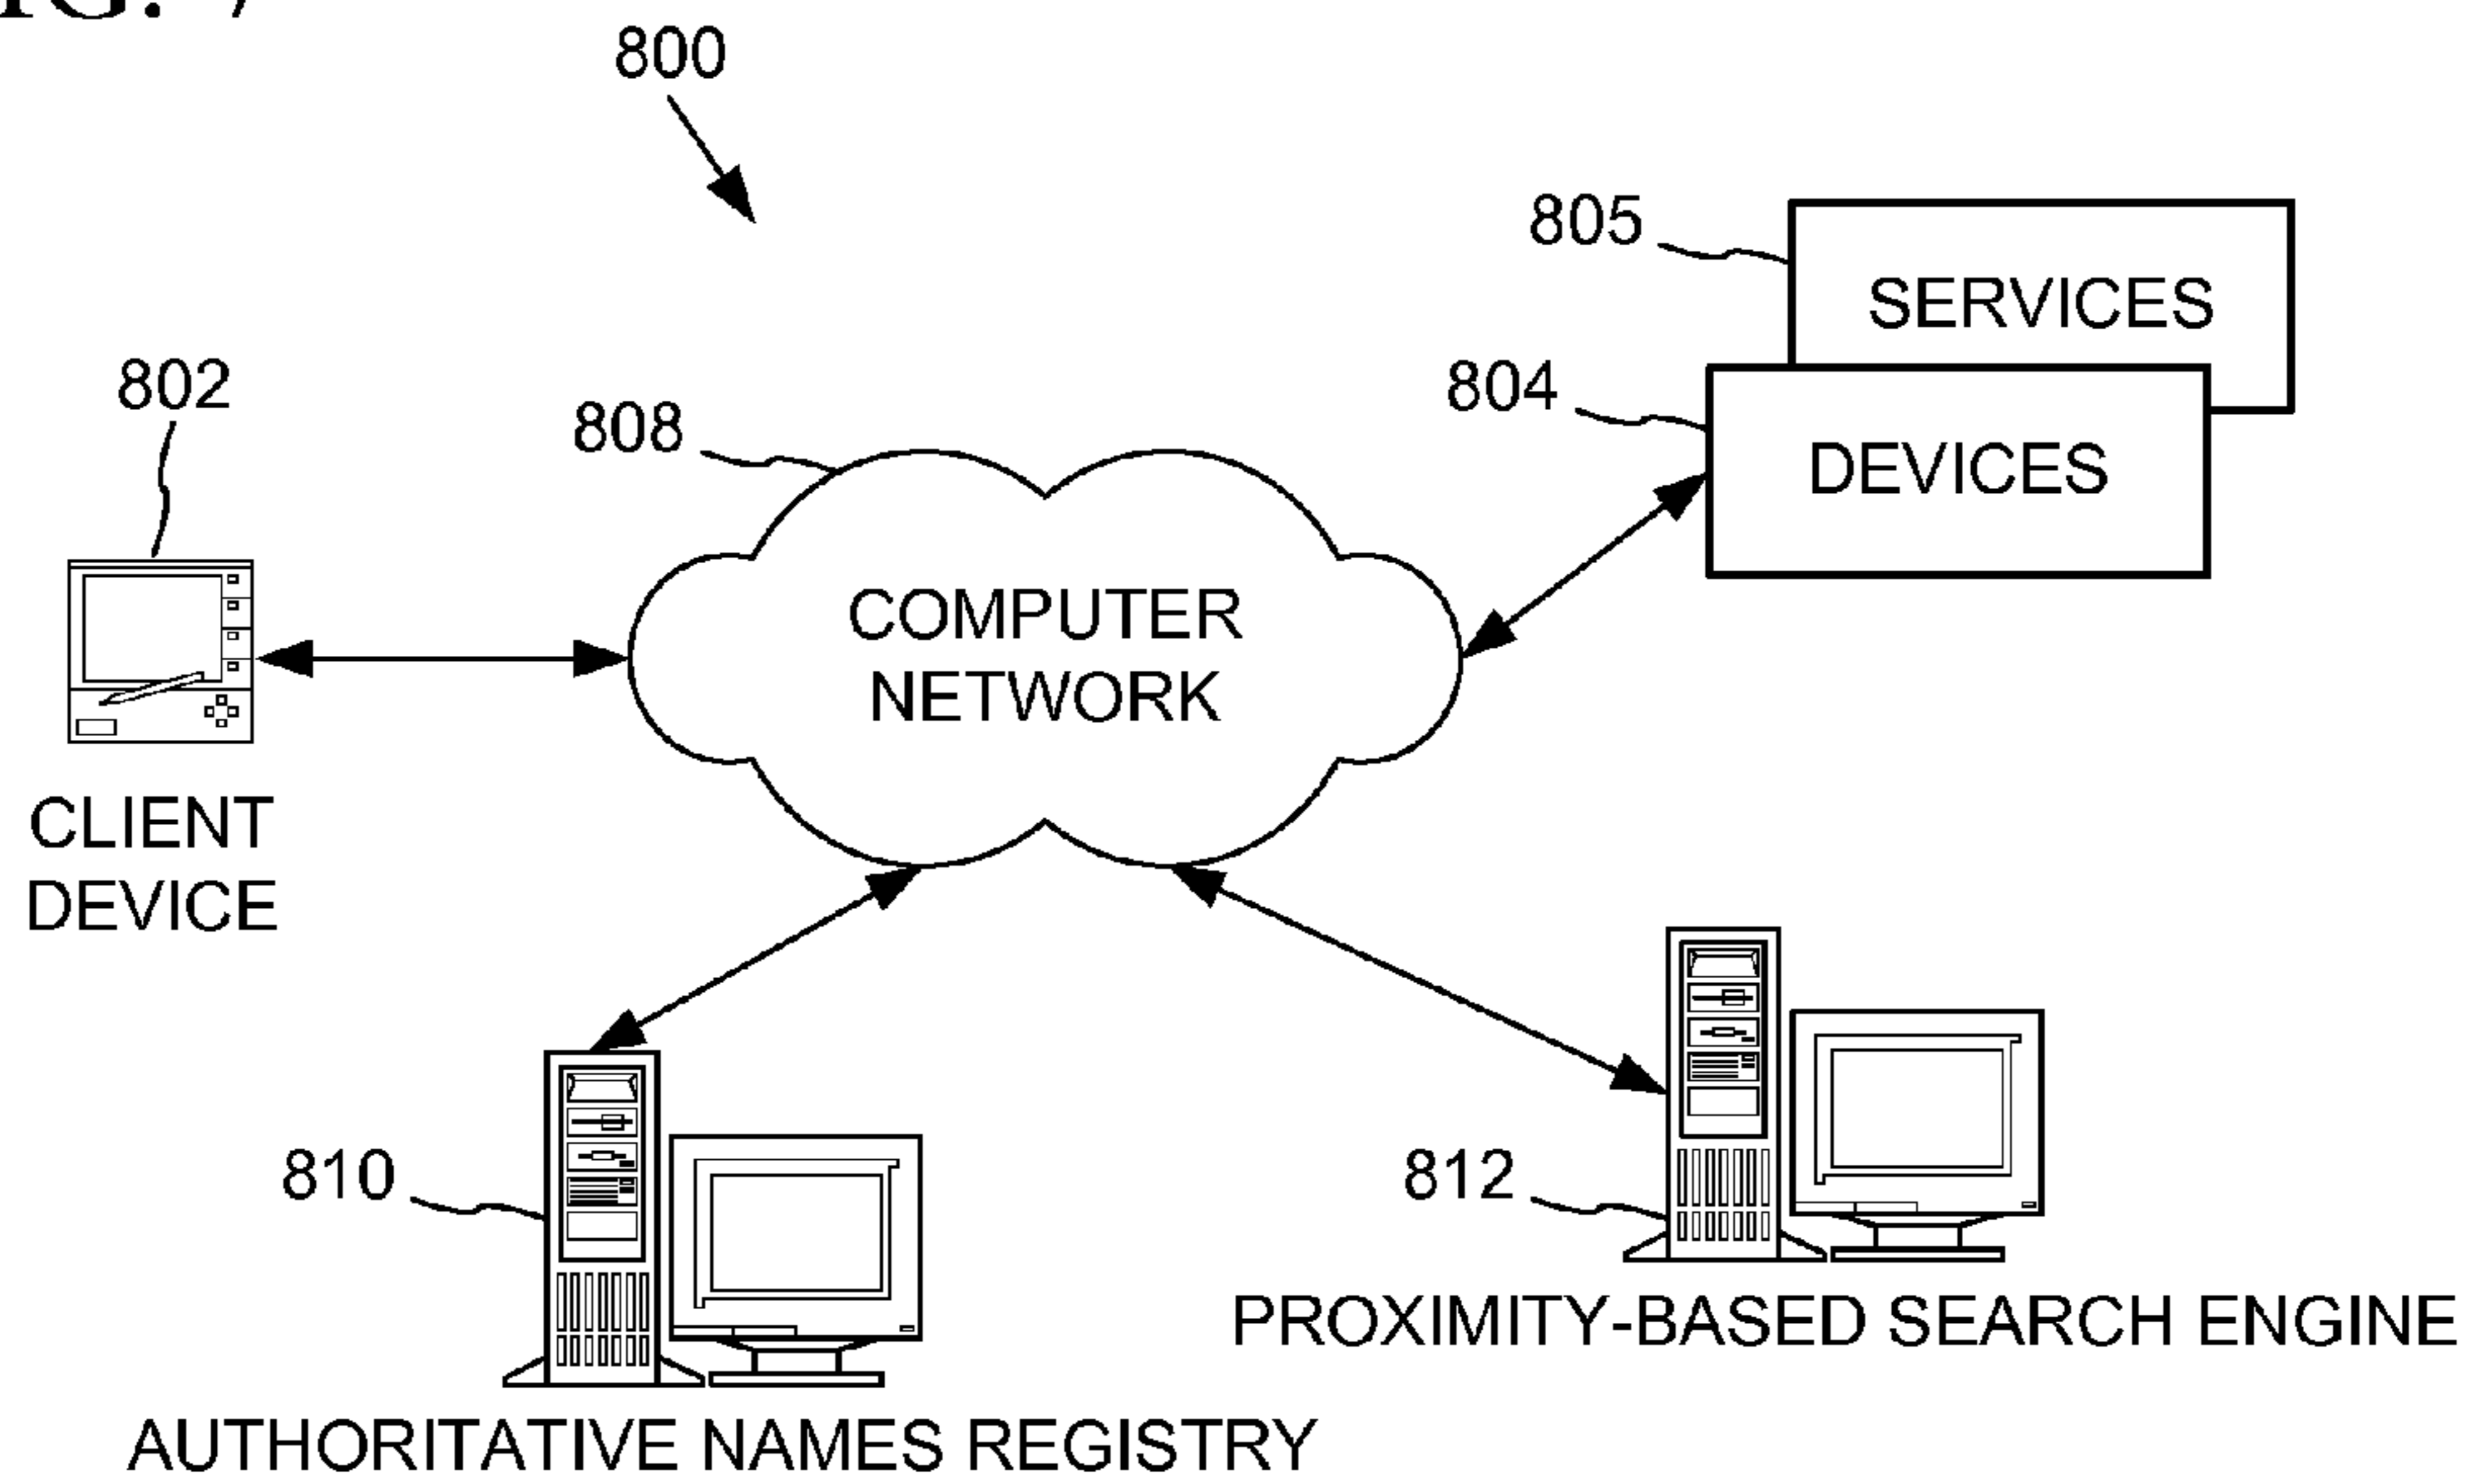 800
805
SERVICES
804
DEVICES
802
808
COMPUTER
NETWORK
CLIENT
DEVICE
810
812
PROXIMITY-BASED SEARCH ENGINE
AUTHORITATIVE NAMES REGISTRY